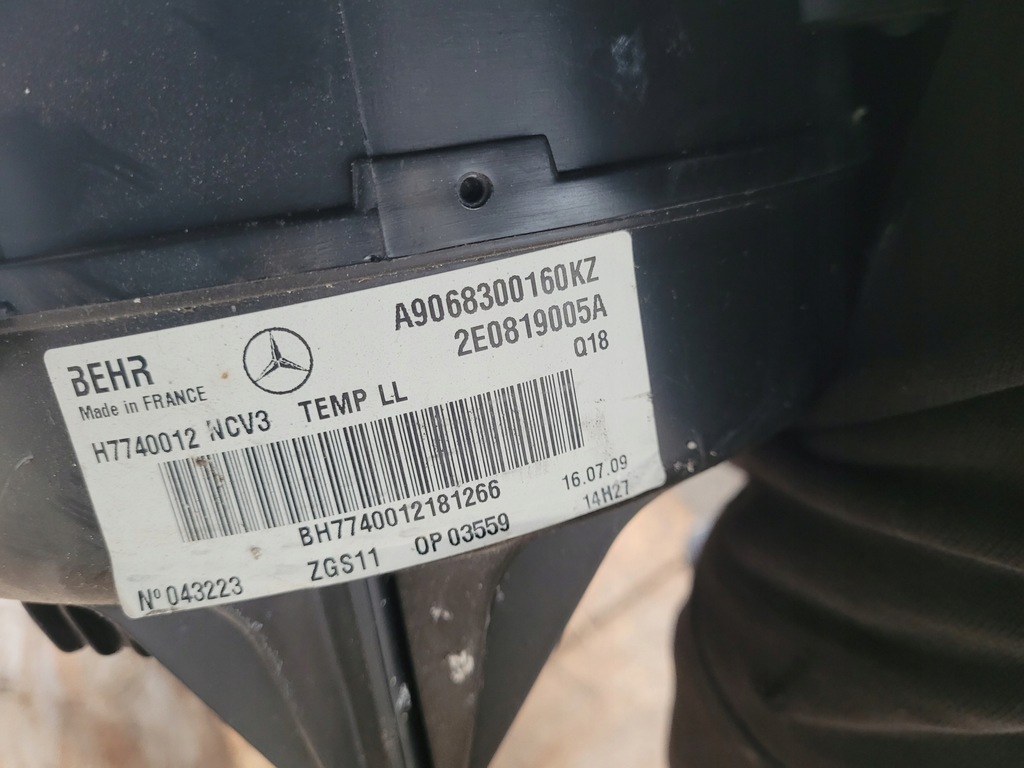 A9068300160KZ
2E0819005A
Q18
BEHR
Made in FRANCE
H7740012 NCV3 TEMP LL
BH7740012181266
16.07.09
14H27
ZGS11 OP 03559
Nº 043223